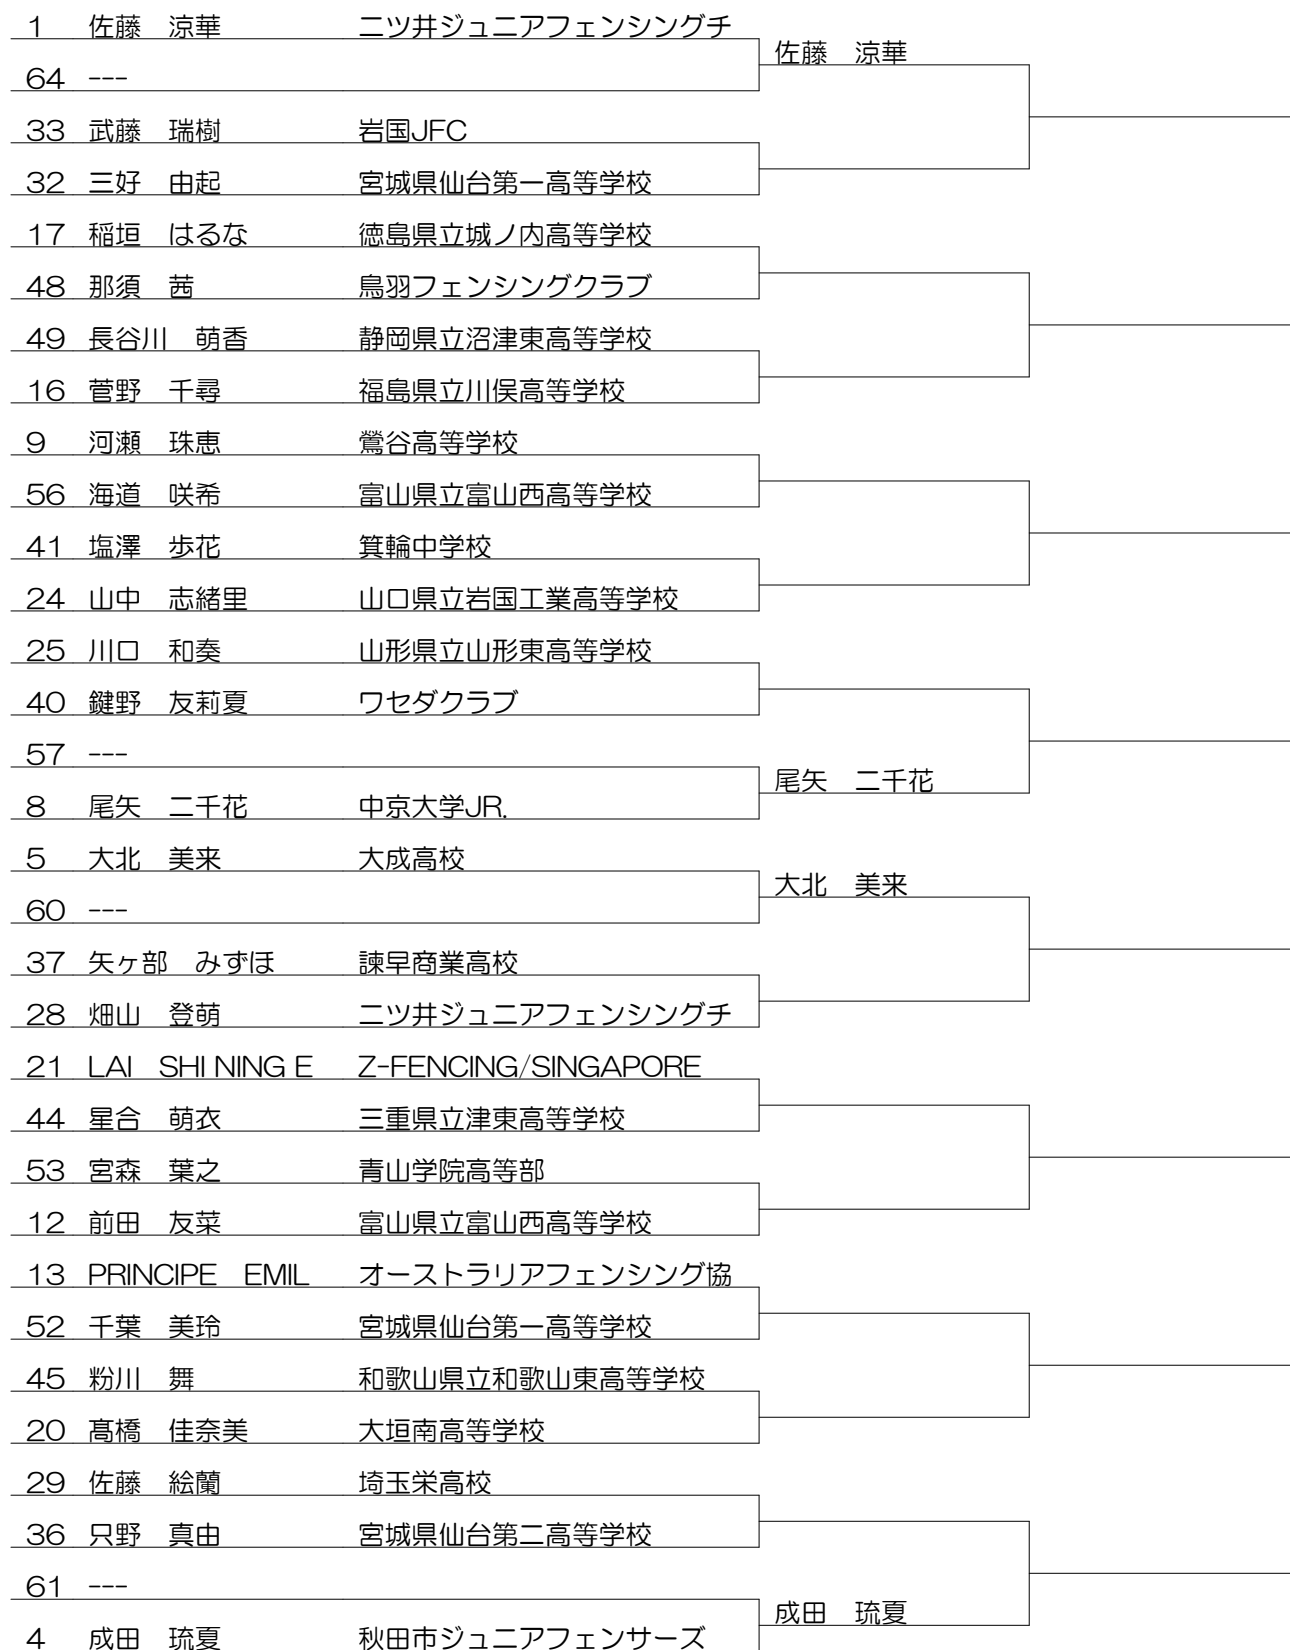 1 佐藤 涼華 二ツ井ジュニアフェンシングチ
佐藤 涼華
64 ---
33 武藤 瑞樹 岩国JFC
32 三好 由起 宮城県仙台第一高等学校
17 稲垣 はるな 徳島県立城ノ内高等学校
48 那須 茜 鳥羽フェンシングクラブ
49 長谷川 萌香 静岡県立沼津東高等学校
16 菅野 千尋 福島県立川俣高等学校
9 河瀬 珠恵 鶯谷高等学校
56 海道 咲希 富山県立富山西高等学校
41 塩澤 歩花 箕輪中学校
24 山中 志緒里 山口県立岩国工業高等学校
25 川口 和奏 山形県立山形東高等学校
40 鍵野 友莉夏 ワセダクラブ
57 ---
尾矢 二千花
8 尾矢 二千花 中京大学JR.
5 大北 美来 大成高校
大北 美来
60 ---
37 矢ヶ部 みずほ 諫早商業高校
28 畑山 登萌 二ツ井ジュニアフェンシングチ
21 LAI SHI NING E Z-FENCING/SINGAPORE
44 星合 萌衣 三重県立津東高等学校
53 宮森 葉之 青山学院高等部
12 前田 友菜 富山県立富山西高等学校
13 PRINCIPE EMIL オーストラリアフェンシング協
52 千葉 美玲 宮城県仙台第一高等学校
45 粉川 舞 和歌山県立和歌山東高等学校
20 髙橋 佳奈美 大垣南高等学校
29 佐藤 絵蘭 埼玉栄高校
36 只野 真由 宮城県仙台第二高等学校
61 ---
成田 琉夏
4 成田 琉夏 秋田市ジュニアフェンサーズ